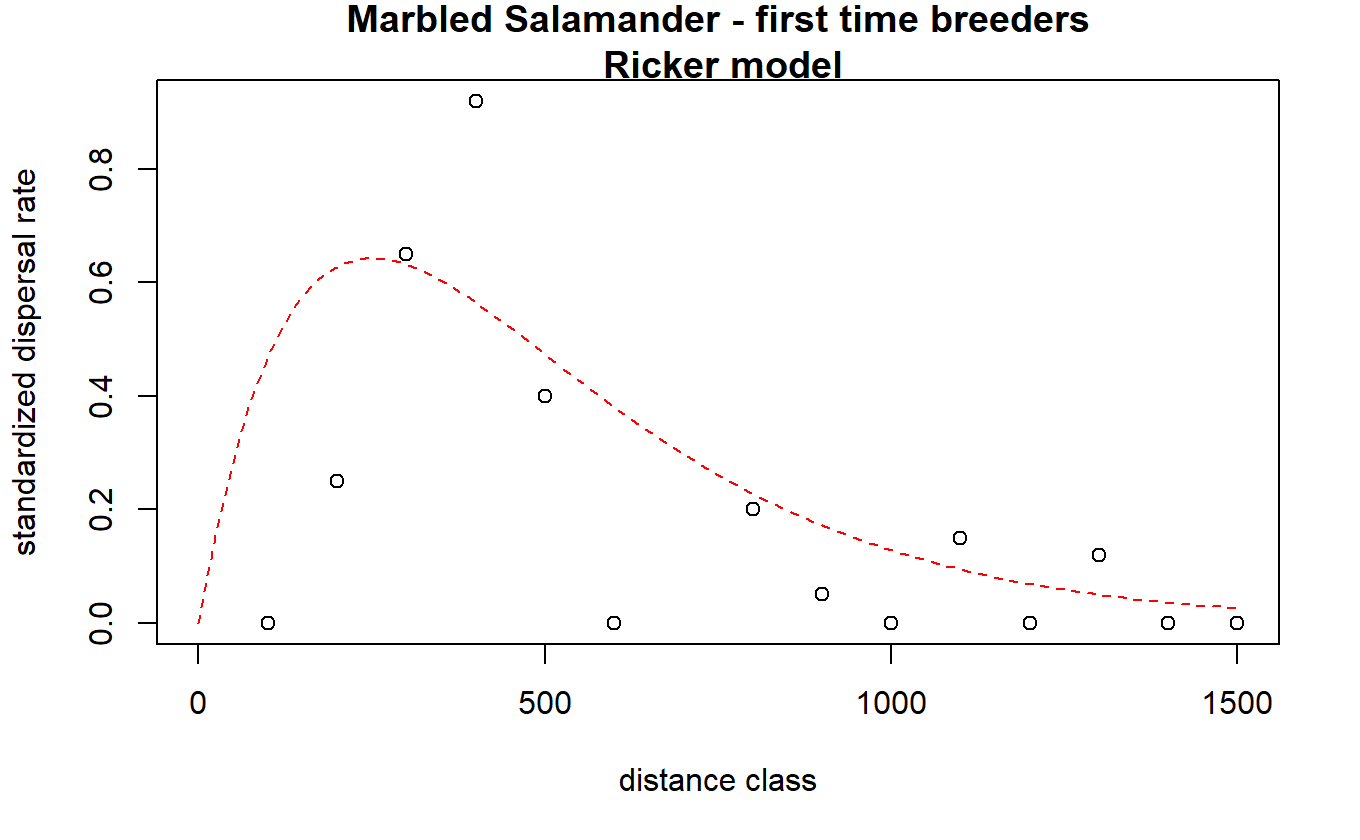 Marbled Salamander - first time breeders
Ricker model
standardized dispersal rate
0.8
0.6
0.4
0.2
0.0
0 500 1000 1500
distance class